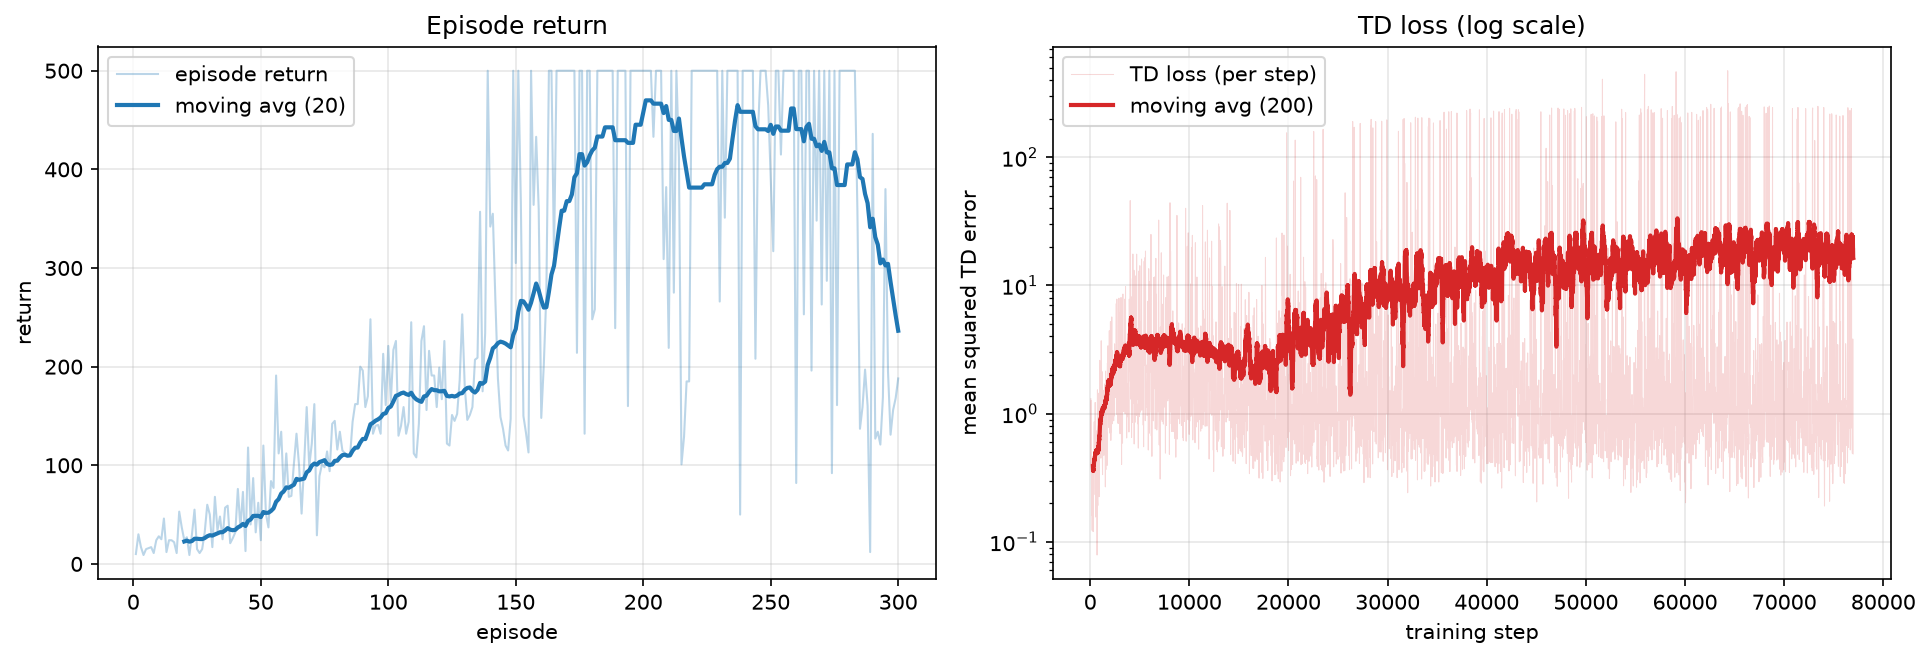 Episode return
500
400
300
200
100
0
return
episode return
moving avg (20)
0
50
100
150
200
250
300
episode
TD loss (log scale)
10²
10¹
10⁰
10⁻¹
mean squared TD error
TD loss (per step)
moving avg (200)
0
10000
20000
30000
40000
50000
60000
70000
80000
training step